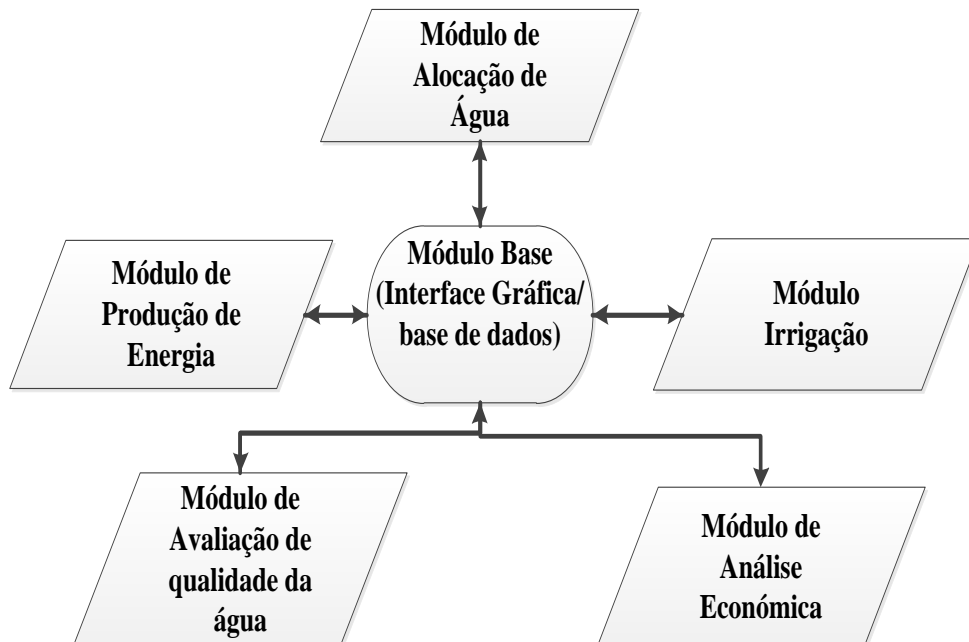 Módulo de
Alocação de
Água
Módulo de
Produção de
Energia
Módulo Base
(Interface Gráfica/
base de dados)
Módulo
Irrigação
Módulo de
Avaliação de
qualidade da
água
Módulo de
Análise
Económica